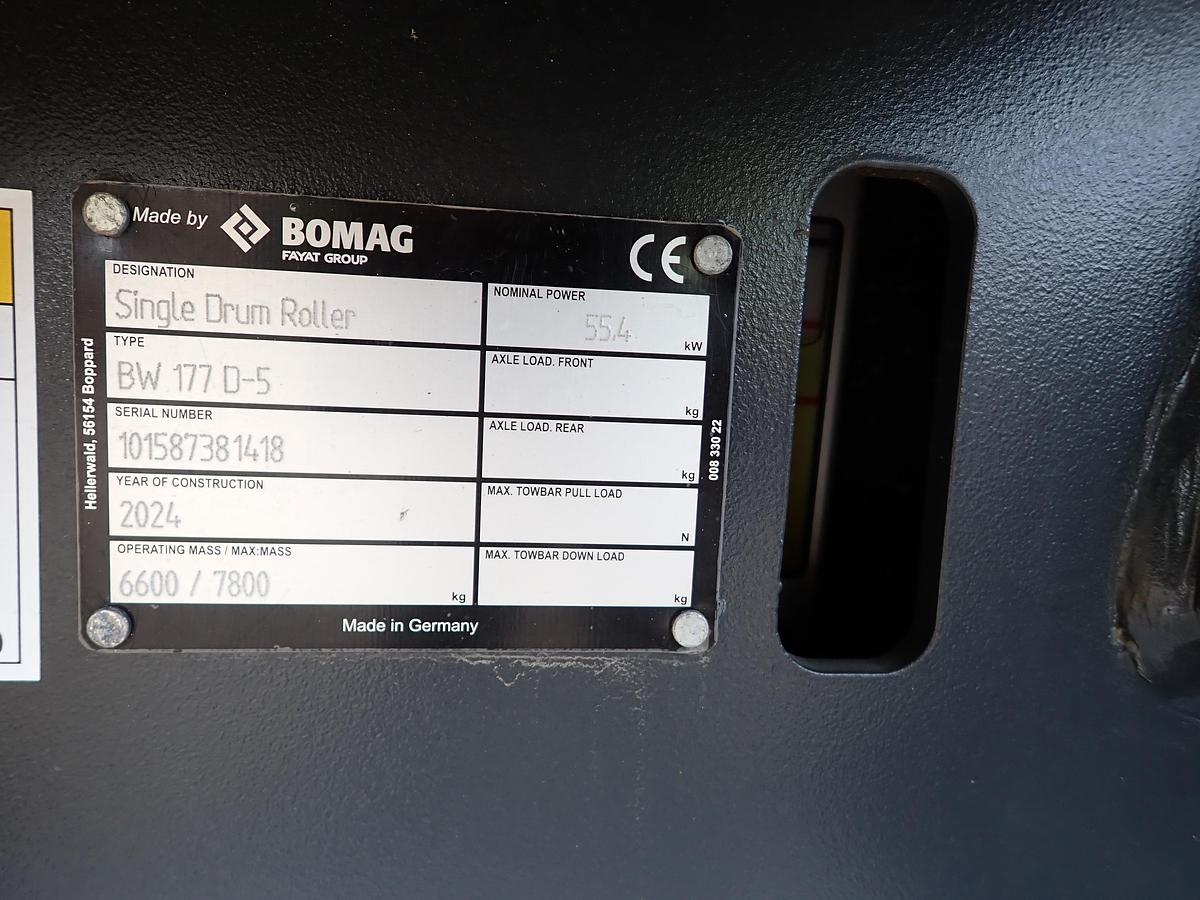 Made by BOMAG
FAYAT GROUP
CE
DESIGNATION
Single Drum Roller
NOMINAL POWER
55.4
kW
TYPE
BW 177 D-5
AXLE LOAD. FRONT
kg
SERIAL NUMBER
101587381418
AXLE LOAD. REAR
kg
YEAR OF CONSTRUCTION
2024
MAX. TOWBAR PULL LOAD
N
OPERATING MASS / MAX:MASS
6600 / 7800
kg
MAX. TOWBAR DOWN LOAD
kg
Made in Germany
Hellerwald, 56154 Boppard
008 330 22